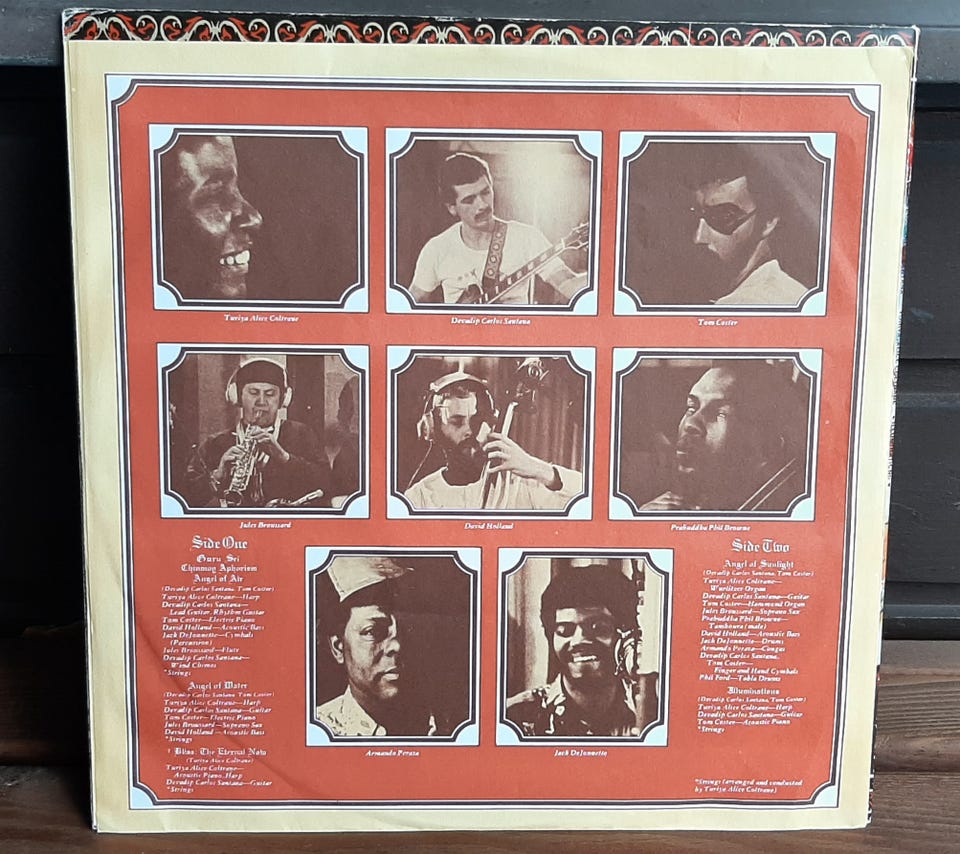 Turiya Alice Coltrane
Devadip Carlos Santana
Tom Coster
Jules Broussard
David Holland
Prabuddha Phil Browne
Armando Peraza
Jack DeJohnette
Side One
Guru Sri
Chinmoy Aphorism
Angel of Air
(Devadip Carlos Santana, Tom Coster)
Turiya Alice Coltrane—Harp
Devadip Carlos Santana—
Lead Guitar, Rhythm Guitar
Tom Coster—Electric Piano
David Holland—Acoustic Bass
Jack DeJohnette—Cymbals
(Percussion)
Jules Broussard—Flute
Devadip Carlos Santana—
Wind Chimes
*Strings
Angel of Water
(Devadip Carlos Santana, Tom Coster)
Turiya Alice Coltrane—Harp
Devadip Carlos Santana—Guitar
Tom Coster—Electric Piano
Jules Broussard—Soprano Sax
David Holland—Acoustic Bass
*Strings
Bliss: The Eternal Now
(Turiya Alice Coltrane)
Turiya Alice Coltrane—
Acoustic Piano, Harp
Devadip Carlos Santana—Guitar
*Strings
Side Two
Angel of Sunlight
(Devadip Carlos Santana, Tom Coster)
Turiya Alice Coltrane—
Wurlitzer Organ
Devadip Carlos Santana—Guitar
Tom Coster—Hammond Organ
Jules Broussard—Soprano Sax
Prabuddha Phil Browne—
Tamboura (male)
David Holland—Acoustic Bass
Jack DeJohnette—Drums
Armando Peraza—Congas
Devadip Carlos Santana,
Tom Coster—
Finger and Hand Cymbals
Phil Ford—Tabla Drums
Illuminations
(Devadip Carlos Santana, Tom Coster)
Turiya Alice Coltrane—Harp
Devadip Carlos Santana—Guitar
Tom Coster—Acoustic Piano
*Strings
*Strings (arranged and conducted
by Turiya Alice Coltrane)